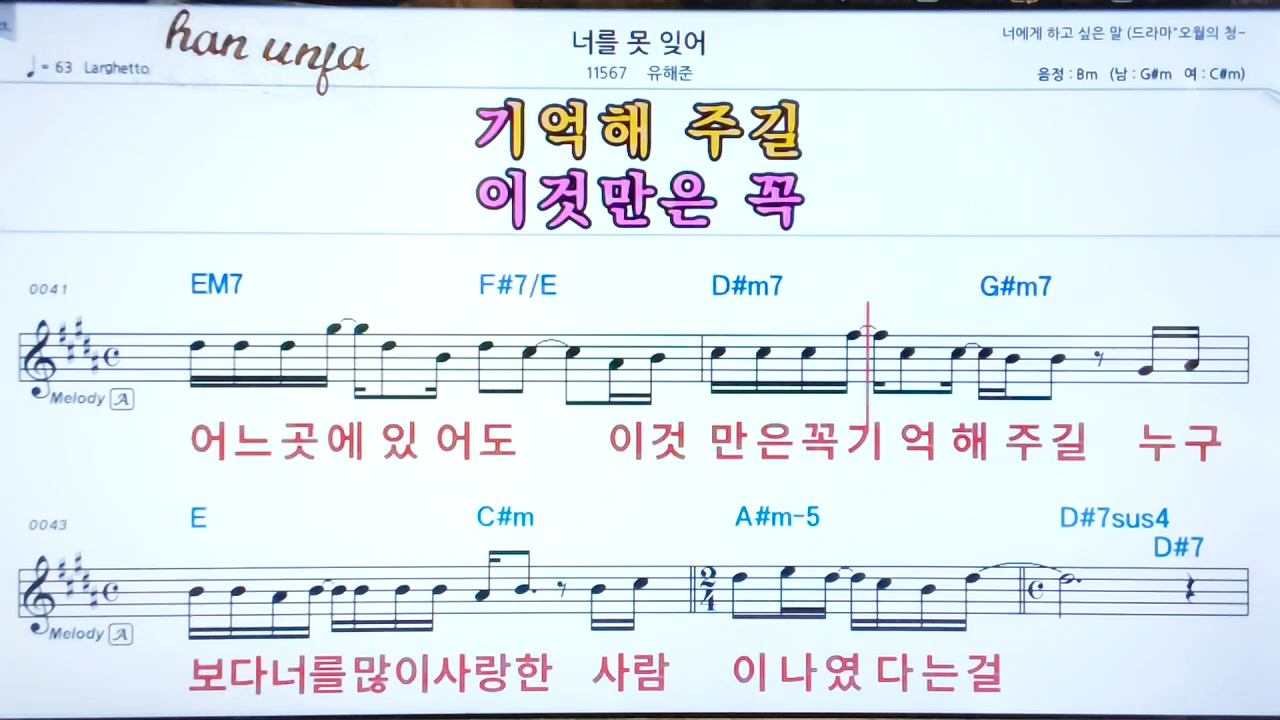 han unja
너를 못 잊어
너에게 하고 싶은 말 (드라마"오월의 청-
♩= 63 Larghetto
11567 유해준
음정 : Bm (남 : G#m 여 : C#m)
기억해 주길
이것만은 꼭
0041
EM7 F#7/E D#m7 G#m7
Melody A
어느곳에 있 어도 이것 만은꼭기 억 해 주길 누구
0043
E C#m A#m-5 D#7sus4
D#7
2
4
Melody A
보다너를많이사랑한 사람 이나였 다는걸